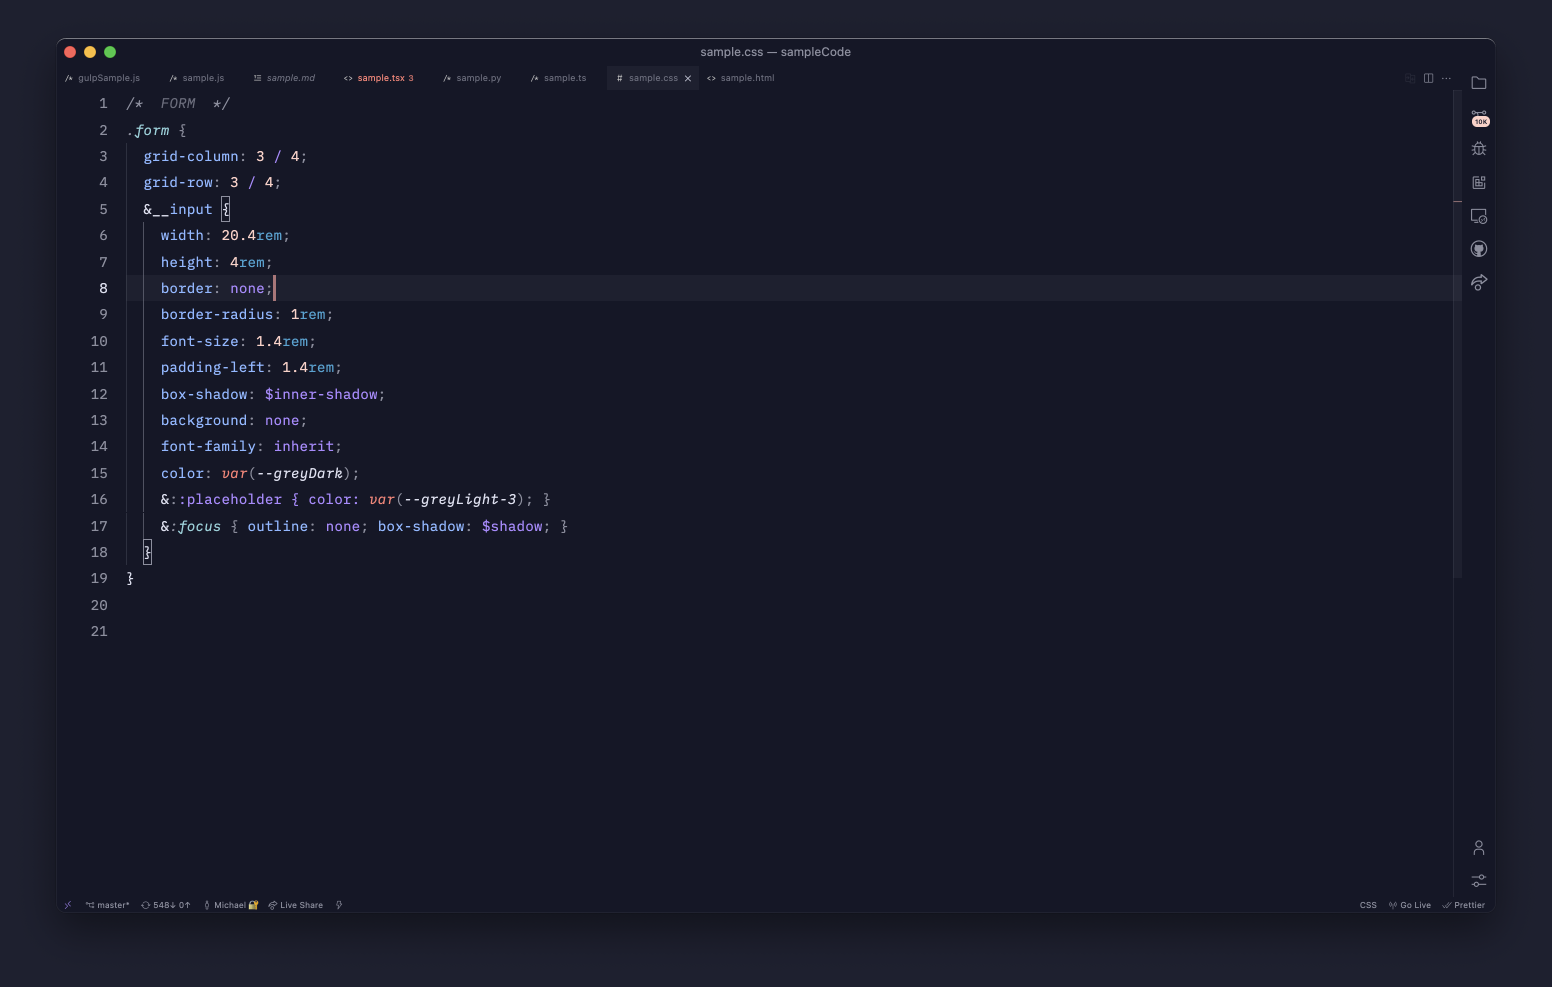 sample.css — sampleCode
gulpSample.js sample.js sample.md sample.tsx 3 sample.py sample.ts # sample.css sample.html
1 /*  FORM  */
2 .form {
3   grid-column: 3 / 4;
4   grid-row: 3 / 4;
5   &__input {
6     width: 20.4rem;
7     height: 4rem;
8     border: none;
9     border-radius: 1rem;
10     font-size: 1.4rem;
11     padding-left: 1.4rem;
12     box-shadow: $inner-shadow;
13     background: none;
14     font-family: inherit;
15     color: var(--greyDark);
16     &::placeholder { color: var(--greyLight-3); }
17     &:focus { outline: none; box-shadow: $shadow; }
18   }
19 }
20
21
10K
master* 548↓ 0↑ Michael 🔐 Live Share CSS Go Live Prettier